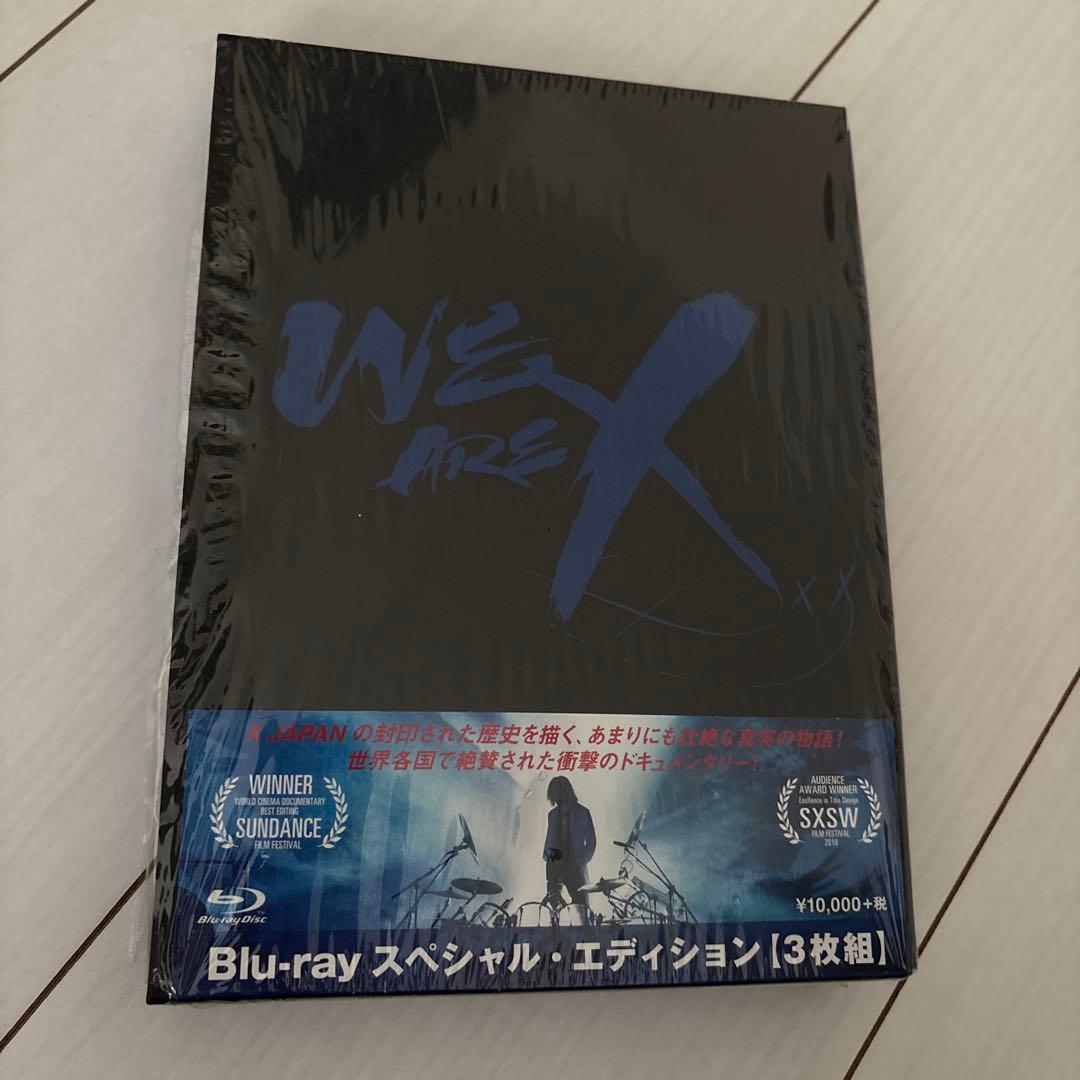 WE
ARE X
X JAPAN の封印された歴史を描く、あまりにも壮絶な真実の物語!
世界各国で絶賛された衝撃のドキュメンタリー!
WINNER
WORLD CINEMA DOCUMENTARY
BEST EDITING
SUNDANCE
FILM FESTIVAL
AUDIENCE
AWARD WINNER
Excellence in Title Design
SXSW
FILM FESTIVAL
2016
Blu-ray Disc
¥10,000+税
Blu-ray スペシャル・エディション【3枚組】